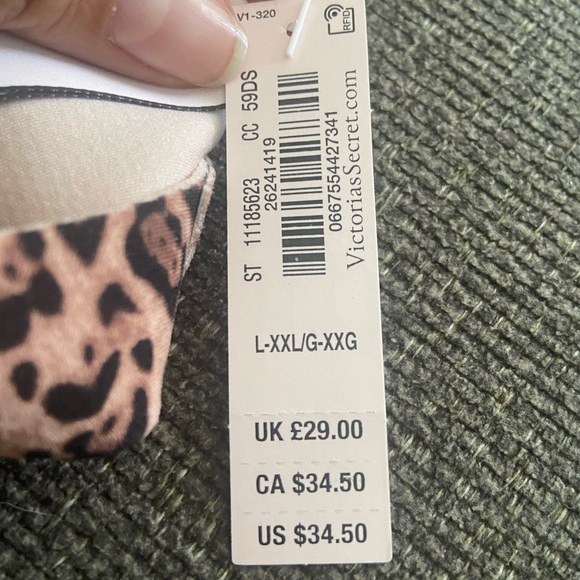 V1-320
RFID
ST 11185623 CC 59DS
26241419
0667554427341
VictoriasSecret.com
L-XXL/G-XXG
UK £29.00
CA $34.50
US $34.50